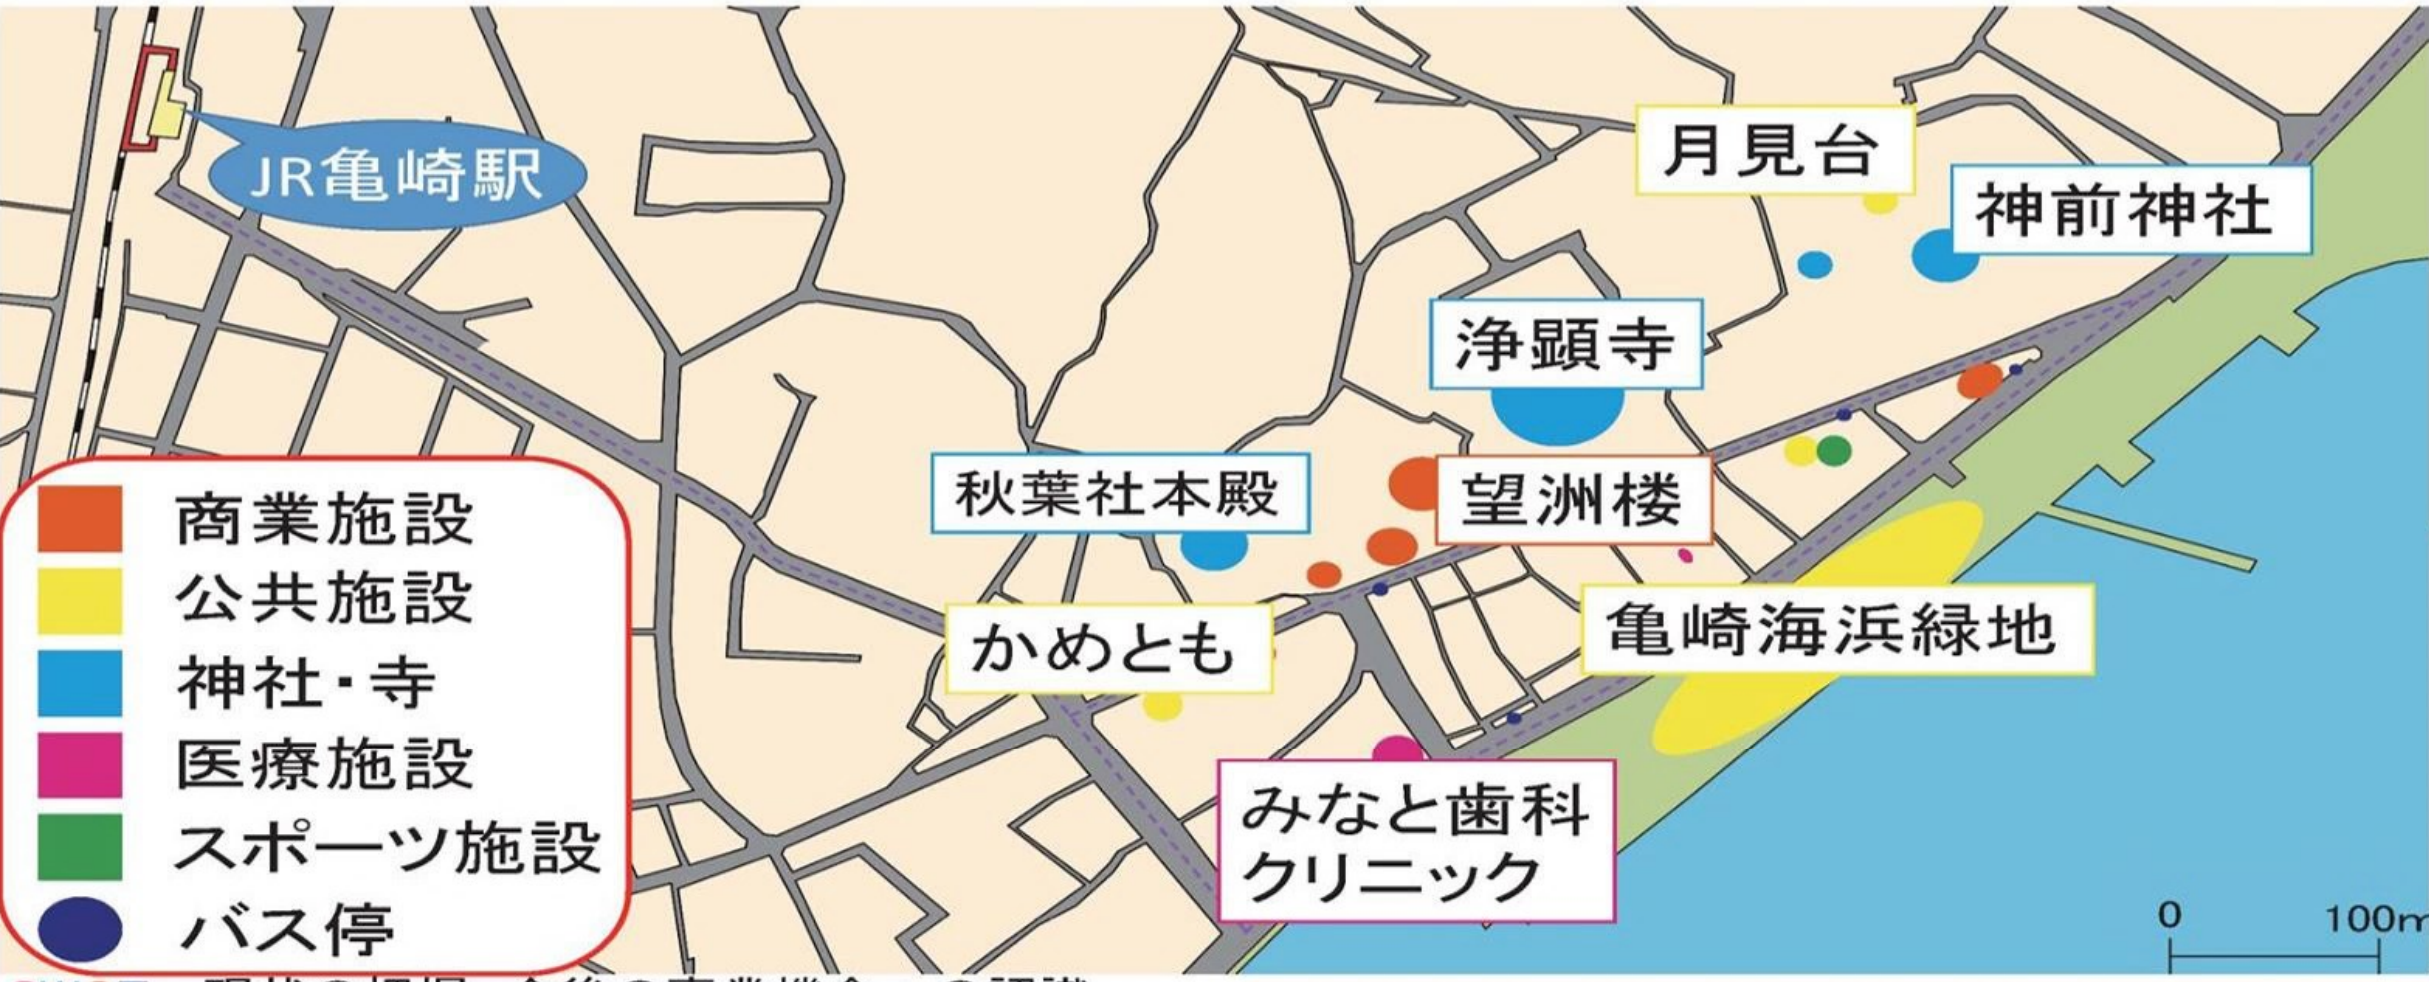 JR亀崎駅
月見台
神前神社
浄顕寺
秋葉社本殿
望洲楼
かめとも
亀崎海浜緑地
みなと歯科
クリニック
商業施設
公共施設
神社・寺
医療施設
スポーツ施設
バス停
0 100m